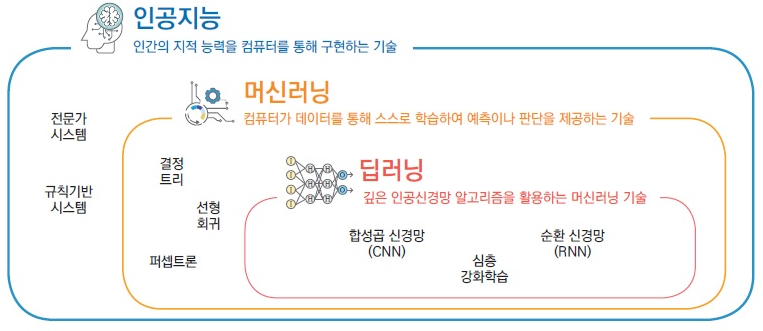 인공지능
인간의 지적 능력을 컴퓨터를 통해 구현하는 기술
머신러닝
컴퓨터가 데이터를 통해 스스로 학습하여 예측이나 판단을 제공하는 기술
전문가
시스템
규칙기반
시스템
결정
트리
선형
회귀
퍼셉트론
I
I
I
I
H
H
H
H
H
H
O
O
딥러닝
깊은 인공신경망 알고리즘을 활용하는 머신러닝 기술
합성곱 신경망
(CNN)
심층
강화학습
순환 신경망
(RNN)